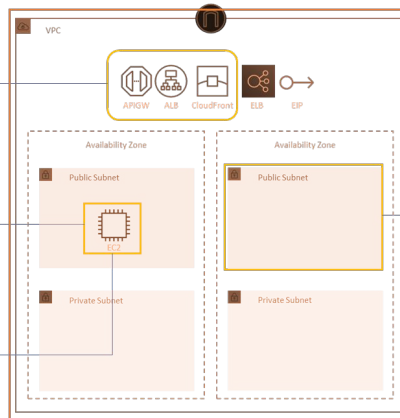 VPC
APIGW ALB CloudFront ELB EIP
Availability Zone Availability Zone
Public Subnet Public Subnet
EC2
Private Subnet Private Subnet